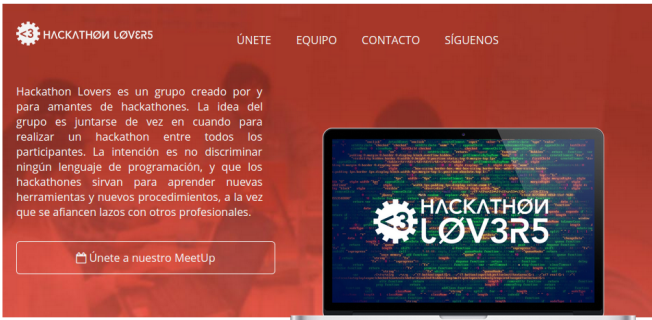 <3 HACKATHØN LØVER5
ÚNETE EQUIPO CONTACTO SÍGUENOS
Hackathon Lovers es un grupo creado por y
para amantes de hackathones. La idea del
grupo es juntarse de vez en cuando para
realizar un hackathon entre todos los
participantes. La intención es no discriminar
ningún lenguaje de programación, y que los
hackathones sirvan para aprender nuevas
herramientas y nuevos procedimientos, a la vez
que se afiancen lazos con otros profesionales.
Únete a nuestro MeetUp
<3 HACKATHØN
LØV3R5